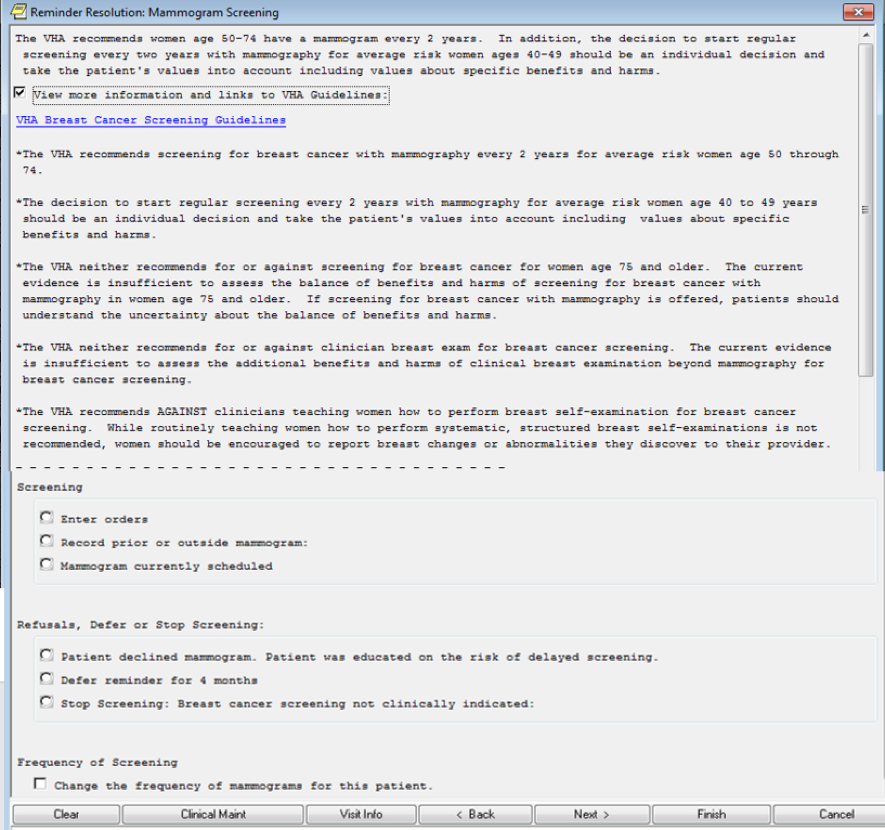 Reminder Resolution: Mammogram Screening
The VHA recommends women age 50-74 have a mammogram every 2 years.  In addition, the decision to start regular
screening every two years with mammography for average risk women ages 40-49 should be an individual decision and
take the patient's values into account including values about specific benefits and harms.
View more information and links to VHA Guidelines:
VHA Breast Cancer Screening Guidelines
*The VHA recommends screening for breast cancer with mammography every 2 years for average risk women age 50 through
74.
*The decision to start regular screening every 2 years with mammography for average risk women age 40 to 49 years
should be an individual decision and take the patient's values into account including  values about specific
benefits and harms.
*The VHA neither recommends for or against screening for breast cancer for women age 75 and older.  The current
evidence is insufficient to assess the balance of benefits and harms of screening for breast cancer with
mammography in women age 75 and older.  If screening for breast cancer with mammography is offered, patients should
understand the uncertainty about the balance of benefits and harms.
*The VHA neither recommends for or against clinician breast exam for breast cancer screening.  The current evidence
is insufficient to assess the additional benefits and harms of clinical breast examination beyond mammography for
breast cancer screening.
*The VHA recommends AGAINST clinicians teaching women how to perform breast self-examination for breast cancer
screening.  While routinely teaching women how to perform systematic, structured breast self-examinations is not
recommended, women should be encouraged to report breast changes or abnormalities they discover to their provider.
- - - - - - - - - - - - - - - - - - - - - - - - - - - - - - - - - - -
Screening
Enter orders
Record prior or outside mammogram:
Mammogram currently scheduled
Refusals, Defer or Stop Screening:
Patient declined mammogram. Patient was educated on the risk of delayed screening.
Defer reminder for 4 months
Stop Screening: Breast cancer screening not clinically indicated:
Frequency of Screening
Change the frequency of mammograms for this patient.
Clear Clinical Maint Visit Info < Back Next > Finish Cancel